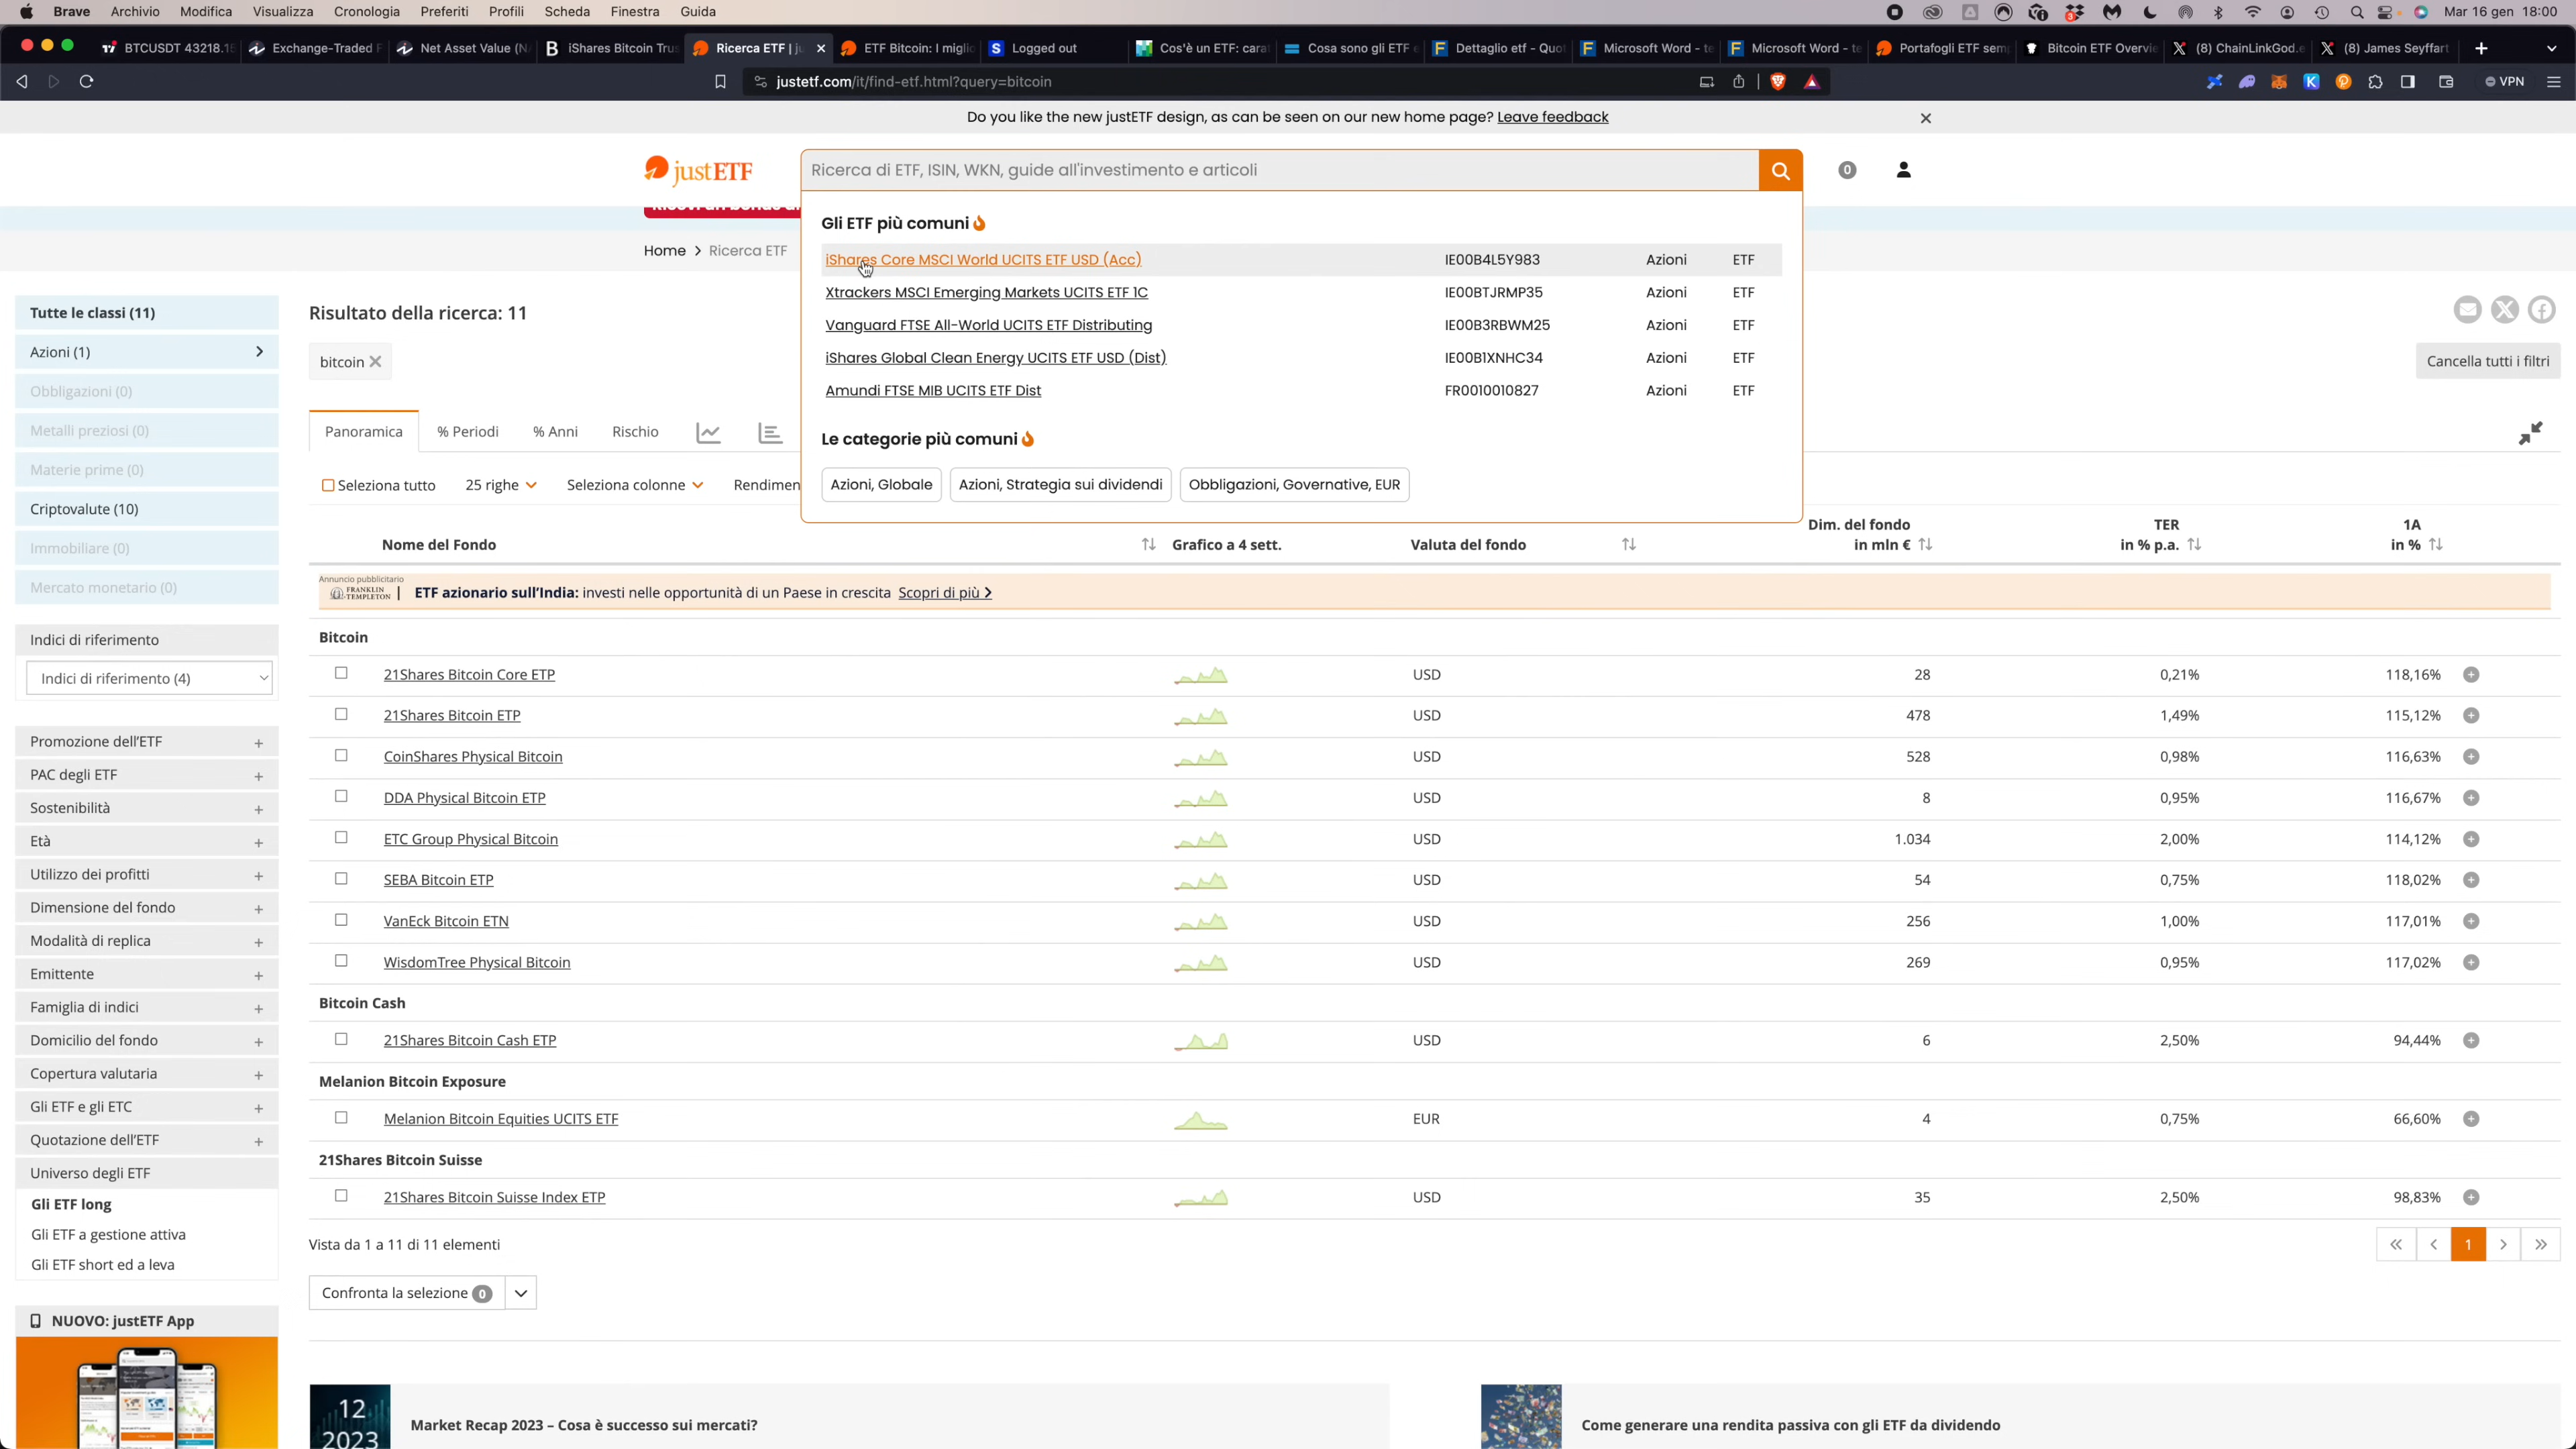 Brave Archivio Modifica Visualizza Cronologia Preferiti Profili Scheda Finestra Guida
Mar 16 gen 18:00
BTCUSDT 43218.1
Exchange-Traded F
Net Asset Value (N
iShares Bitcoin Trus
Ricerca ETF | ju
ETF Bitcoin: I miglio
Logged out
Cos'è un ETF: carat
Cosa sono gli ETF e
Dettaglio etf - Quo
Microsoft Word - te
Microsoft Word - te
Portafogli ETF sem
Bitcoin ETF Overvie
(8) ChainLinkGod.e
(8) James Seyffart
justetf.com/it/find-etf.html?query=bitcoin
VPN
Do you like the new justETF design, as can be seen on our new home page? Leave feedback
justETF
Ricerca di ETF, ISIN, WKN, guide all'investimento e articoli
0
Home > Ricerca ETF
Gli ETF più comuni
iShares Core MSCI World UCITS ETF USD (Acc) IE00B4L5Y983 Azioni ETF
Xtrackers MSCI Emerging Markets UCITS ETF 1C IE00BTJRMP35 Azioni ETF
Vanguard FTSE All-World UCITS ETF Distributing IE00B3RBWM25 Azioni ETF
iShares Global Clean Energy UCITS ETF USD (Dist) IE00B1XNHC34 Azioni ETF
Amundi FTSE MIB UCITS ETF Dist FR0010010827 Azioni ETF
Le categorie più comuni
Azioni, Globale
Azioni, Strategia sui dividendi
Obbligazioni, Governative, EUR
Tutte le classi (11)
Azioni (1)
Obbligazioni (0)
Metalli preziosi (0)
Materie prime (0)
Criptovalute (10)
Immobiliare (0)
Mercato monetario (0)
Indici di riferimento
Indici di riferimento (4)
Promozione dell'ETF +
PAC degli ETF +
Sostenibilità +
Età +
Utilizzo dei profitti +
Dimensione del fondo +
Modalità di replica +
Emittente +
Famiglia di indici +
Domicilio del fondo +
Copertura valutaria +
Gli ETF e gli ETC +
Quotazione dell'ETF +
Universo degli ETF
Gli ETF long
Gli ETF a gestione attiva
Gli ETF short ed a leva
NUOVO: justETF App
Risultato della ricerca: 11
bitcoin
Cancella tutti i filtri
Panoramica % Periodi % Anni Rischio
Seleziona tutto 25 righe Seleziona colonne Rendimen
Nome del Fondo Grafico a 4 sett. Valuta del fondo Dim. del fondo in mln € TER in % p.a. 1A in %
Annuncio pubblicitario
FRANKLIN TEMPLETON | ETF azionario sull'India: investi nelle opportunità di un Paese in crescita Scopri di più
Bitcoin
21Shares Bitcoin Core ETP USD 28 0,21% 118,16%
21Shares Bitcoin ETP USD 478 1,49% 115,12%
CoinShares Physical Bitcoin USD 528 0,98% 116,63%
DDA Physical Bitcoin ETP USD 8 0,95% 116,67%
ETC Group Physical Bitcoin USD 1.034 2,00% 114,12%
SEBA Bitcoin ETP USD 54 0,75% 118,02%
VanEck Bitcoin ETN USD 256 1,00% 117,01%
WisdomTree Physical Bitcoin USD 269 0,95% 117,02%
Bitcoin Cash
21Shares Bitcoin Cash ETP USD 6 2,50% 94,44%
Melanion Bitcoin Exposure
Melanion Bitcoin Equities UCITS ETF EUR 4 0,75% 66,60%
21Shares Bitcoin Suisse
21Shares Bitcoin Suisse Index ETP USD 35 2,50% 98,83%
Vista da 1 a 11 di 11 elementi
« ‹ 1 › »
Confronta la selezione 0
12
2023
Market Recap 2023 – Cosa è successo sui mercati?
Come generare una rendita passiva con gli ETF da dividendo